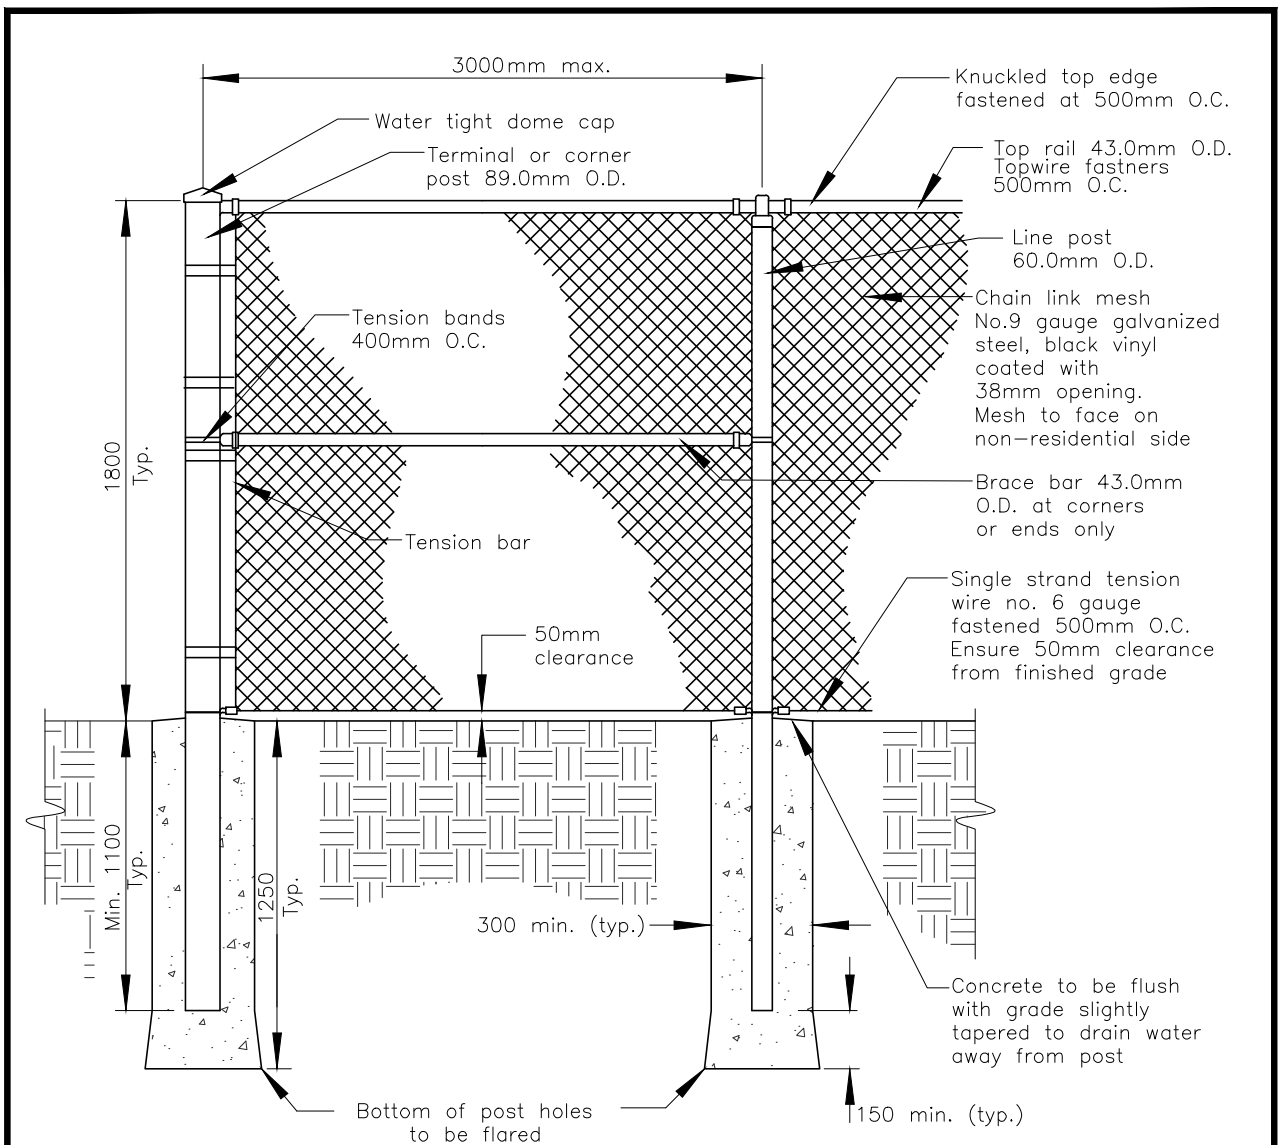 3000mm max.
Knuckled top edge
fastened at 500mm O.C.
Water tight dome cap
Terminal or corner
post 89.0mm O.D.
Top rail 43.0mm O.D.
Topwire fastners
500mm O.C.
Line post
60.0mm O.D.
Chain link mesh
No.9 gauge galvanized
steel, black vinyl
coated with
38mm opening.
Mesh to face on
non-residential side
Tension bands
400mm O.C.
1800
Typ.
Brace bar 43.0mm
O.D. at corners
or ends only
Tension bar
Single strand tension
wire no. 6 gauge
fastened 500mm O.C.
Ensure 50mm clearance
from finished grade
50mm
clearance
Min. 1100
Typ.
1250
Typ.
300 min. (typ.)
Concrete to be flush
with grade slightly
tapered to drain water
away from post
Bottom of post holes
to be flared
150 min. (typ.)